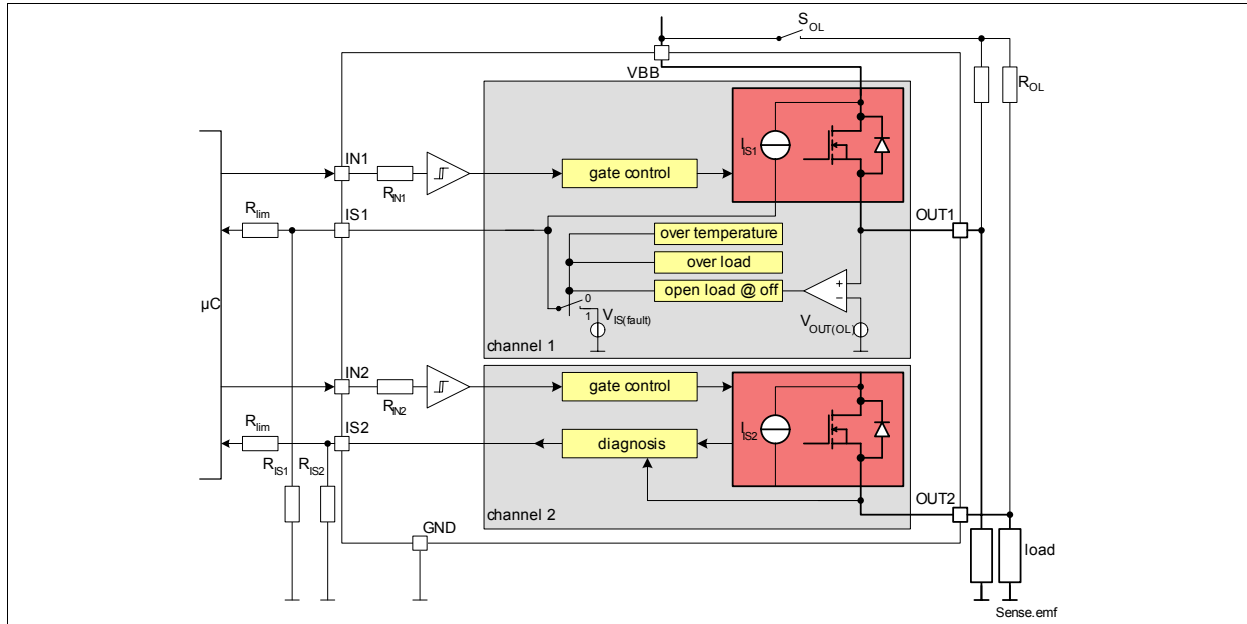 S_OL
VBB
R_OL
I_IS1
IN1
R_IN1
gate control
R_lim
IS1
OUT1
over temperature
over load
open load @ off
+
-
0
1
V_IS(fault)
V_OUT(OL)
µC
channel 1
IN2
R_IN2
gate control
I_IS2
R_lim
IS2
diagnosis
R_IS1
R_IS2
OUT2
channel 2
GND
load
Sense.emf